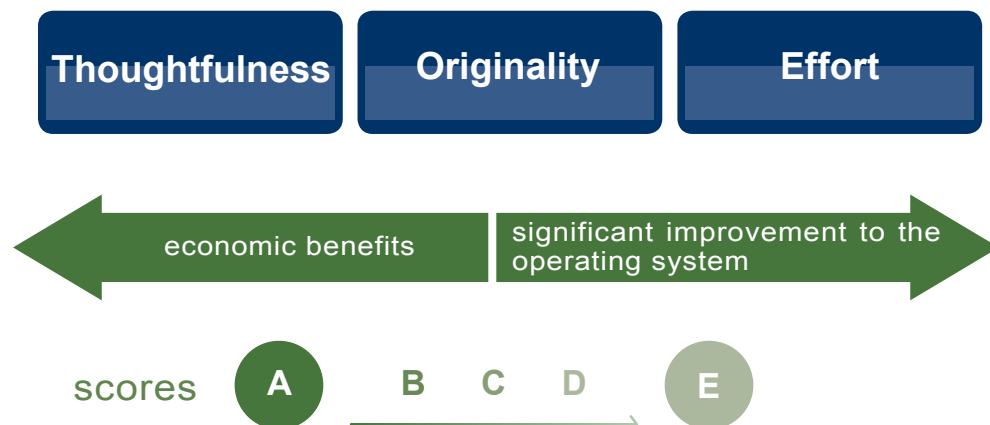 Thoughtfulness
Originality
Effort
economic benefits
significant improvement to the
operating system
scores
A
B
C
D
E